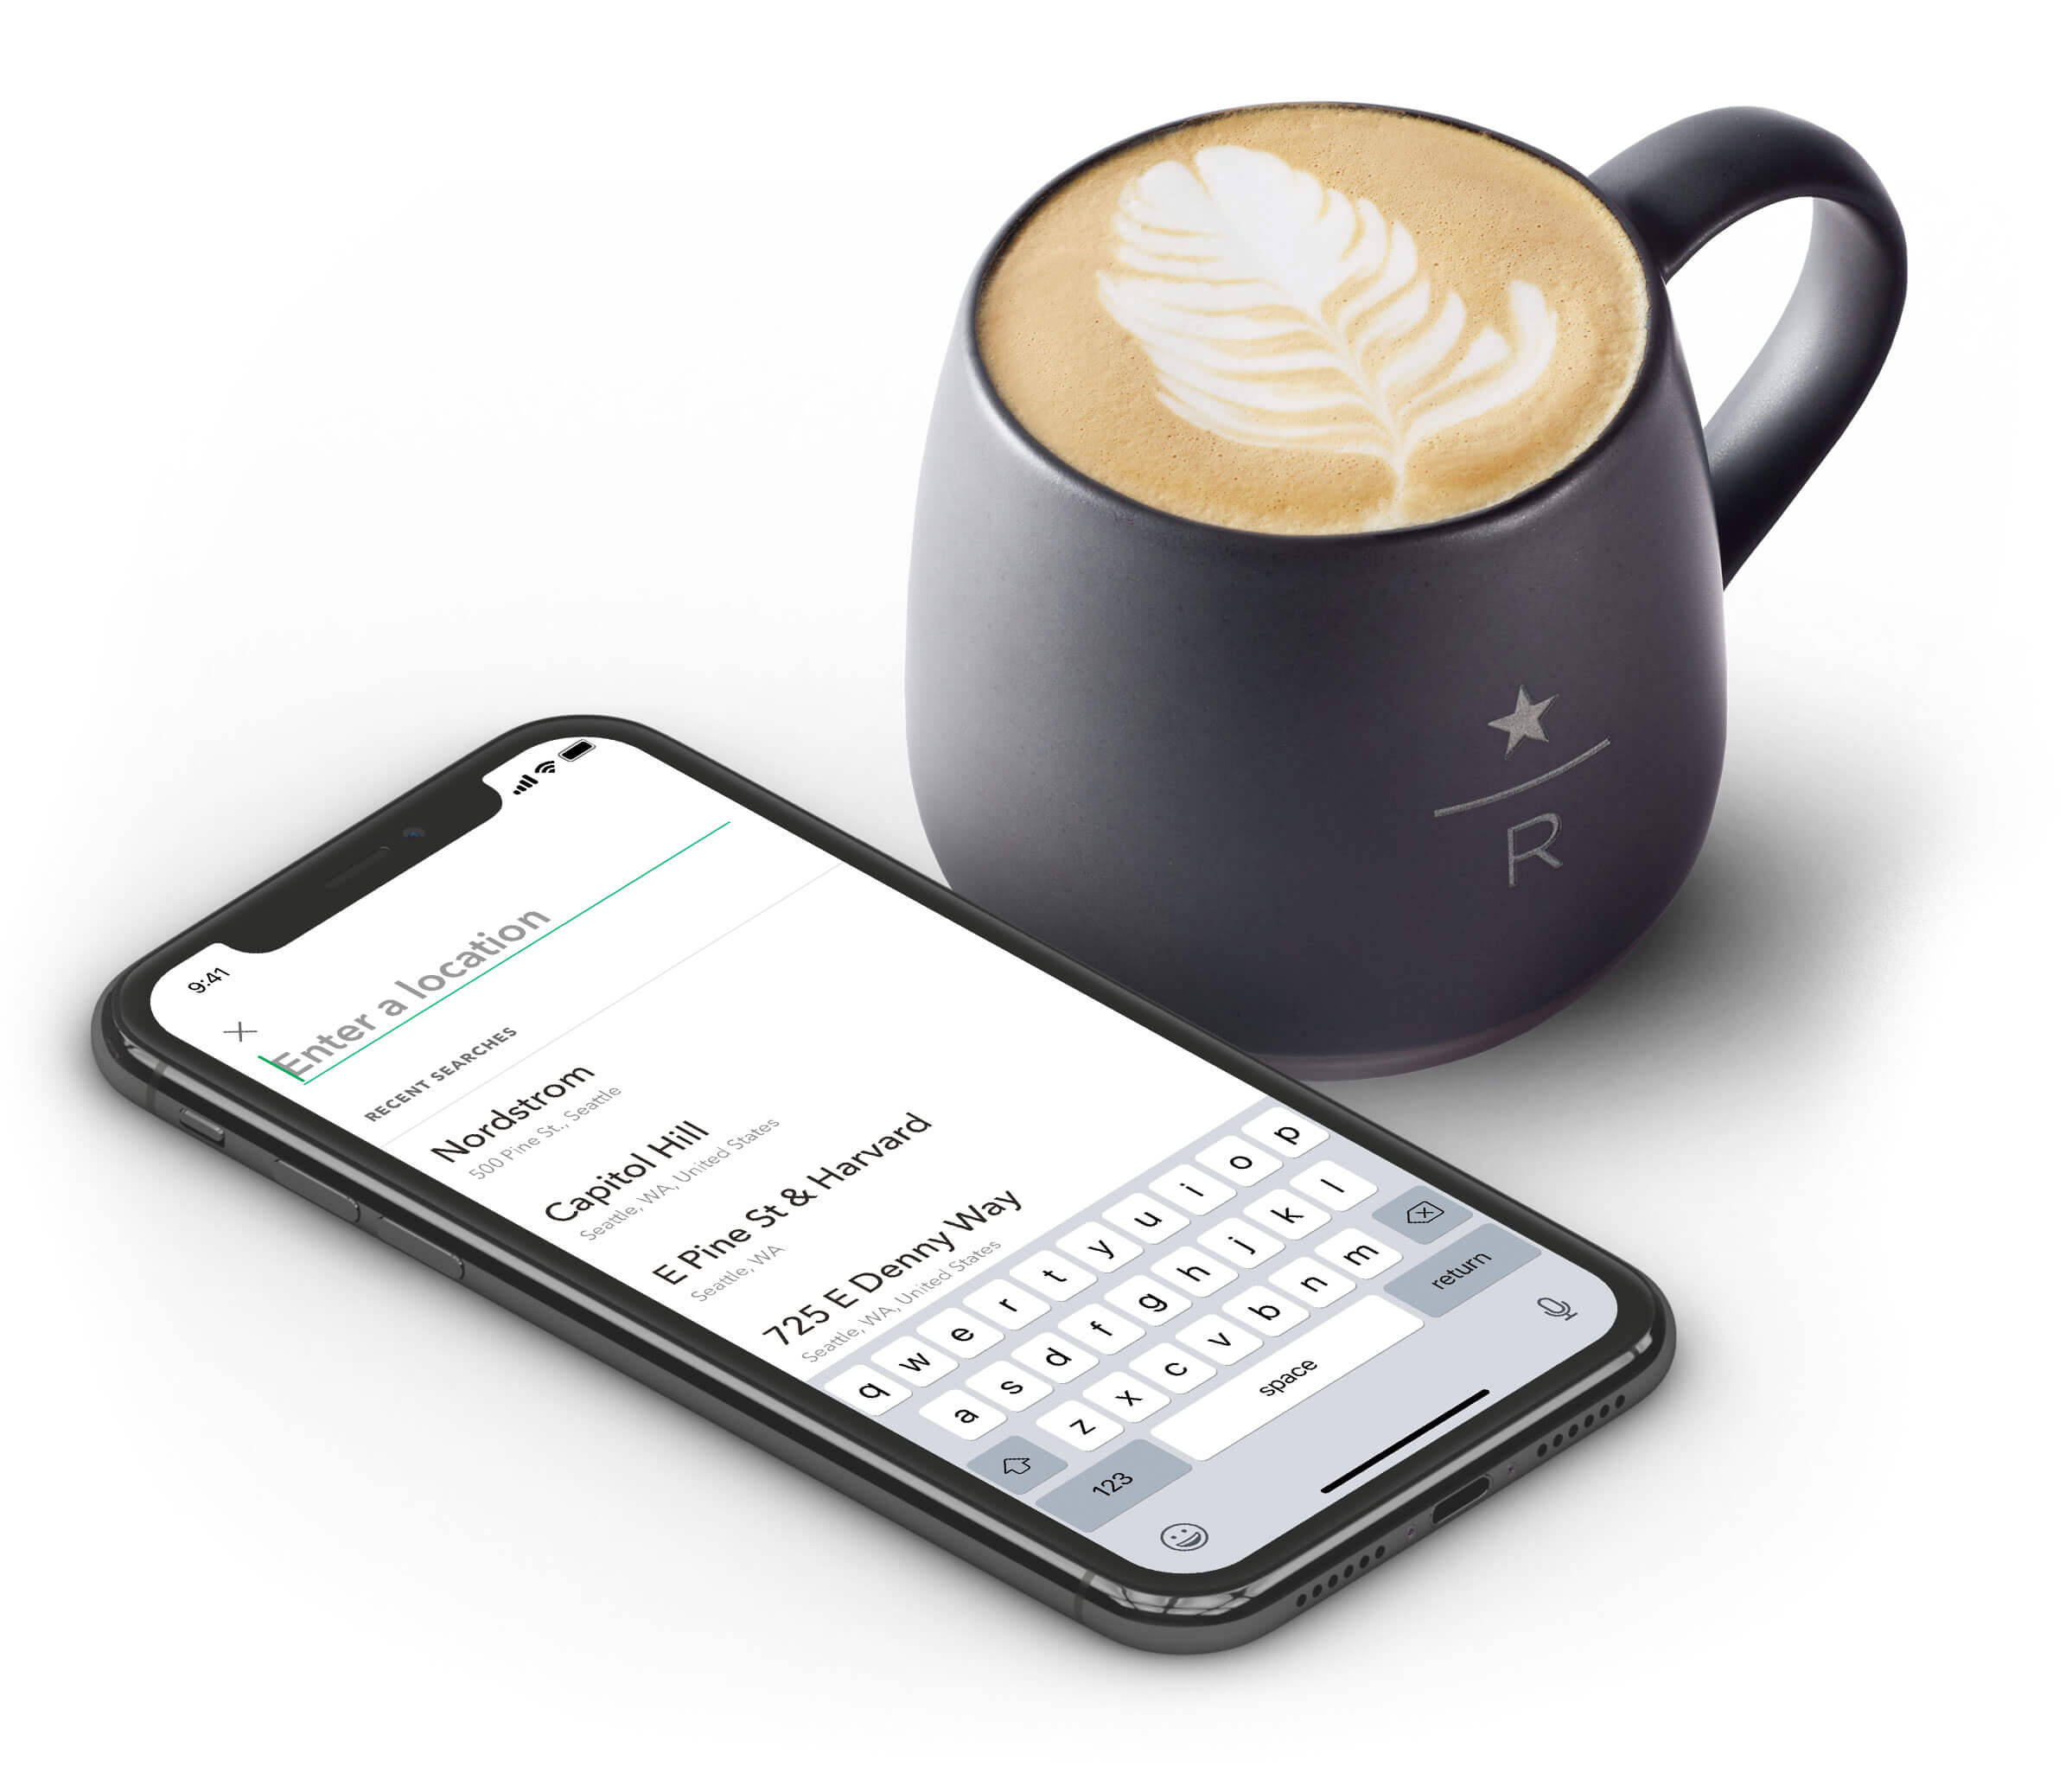 9:41
Enter a location
RECENT SEARCHES
Nordstrom
500 Pine St., Seattle
Capitol Hill
Seattle, WA, United States
E Pine St & Harvard
Seattle, WA
725 E Denny Way
Seattle, WA, United States
q w e r t y u i o p
a s d f g h j k l
z x c v b n m
123 space return
R